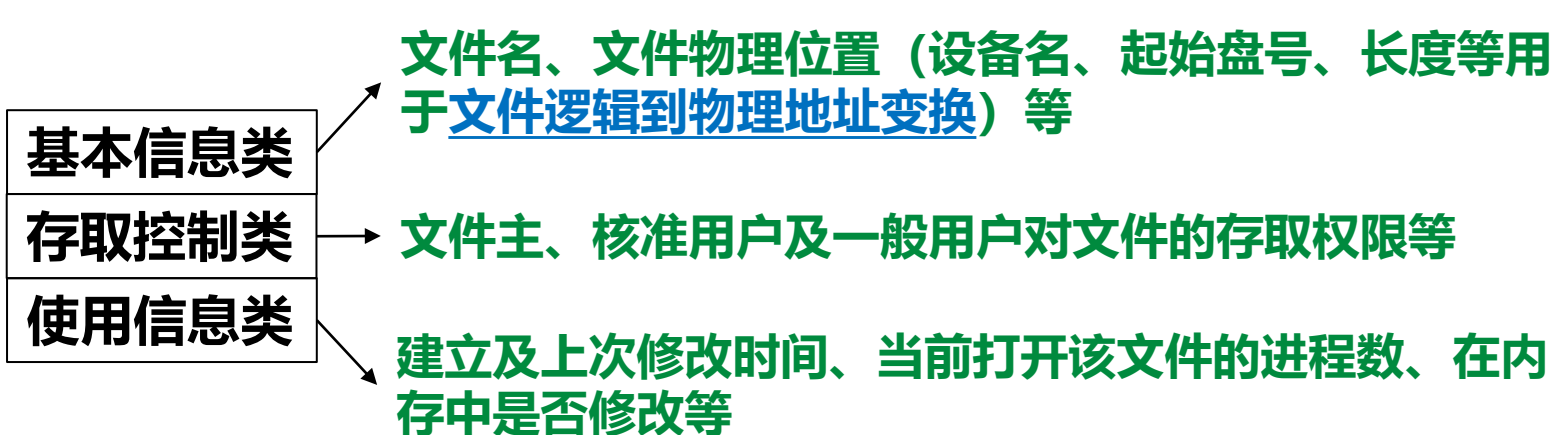 文件名、文件物理位置（设备名、起始盘号、长度等用
于文件逻辑到物理地址变换）等
基本信息类
存取控制类
文件主、核准用户及一般用户对文件的存取权限等
使用信息类
建立及上次修改时间、当前打开该文件的进程数、在内
存中是否修改等